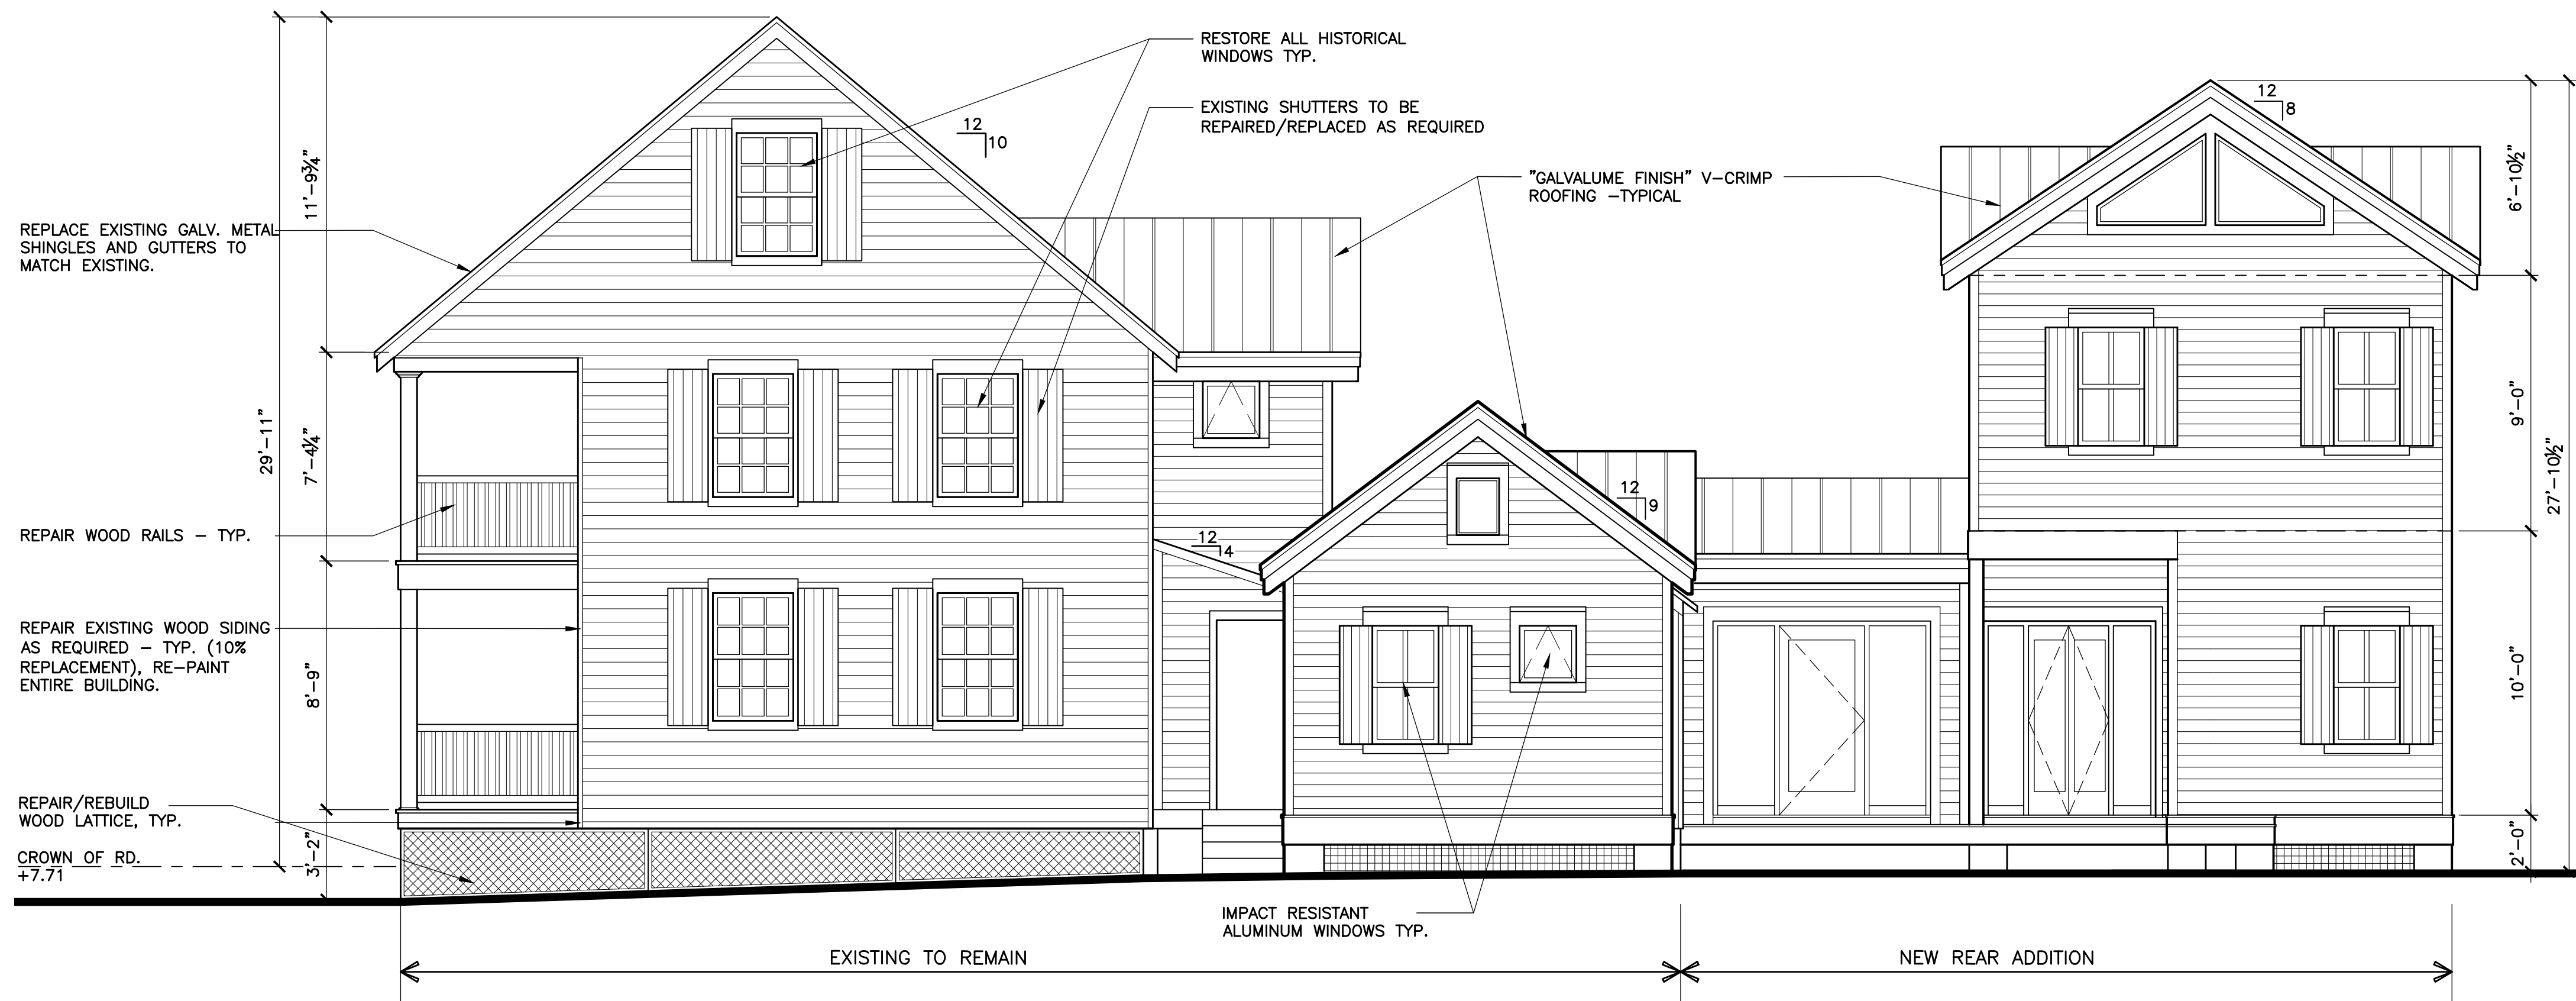 RESTORE ALL HISTORICAL
WINDOWS TYP.
EXISTING SHUTTERS TO BE
REPAIRED/REPLACED AS REQUIRED
12
10
12
8
"GALVALUME FINISH" V-CRIMP
ROOFING -TYPICAL
11'-9¾"
6'-10½"
REPLACE EXISTING GALV. METAL
SHINGLES AND GUTTERS TO
MATCH EXISTING.
29'-11"
7'-4¼"
9'-0"
27'-10½"
12
9
REPAIR WOOD RAILS - TYP.
12
4
REPAIR EXISTING WOOD SIDING
AS REQUIRED - TYP. (10%
REPLACEMENT), RE-PAINT
ENTIRE BUILDING.
8'-9"
10'-0"
REPAIR/REBUILD
WOOD LATTICE, TYP.
CROWN OF RD.
+7.71
3'-2"
2'-0"
IMPACT RESISTANT
ALUMINUM WINDOWS TYP.
EXISTING TO REMAIN
NEW REAR ADDITION